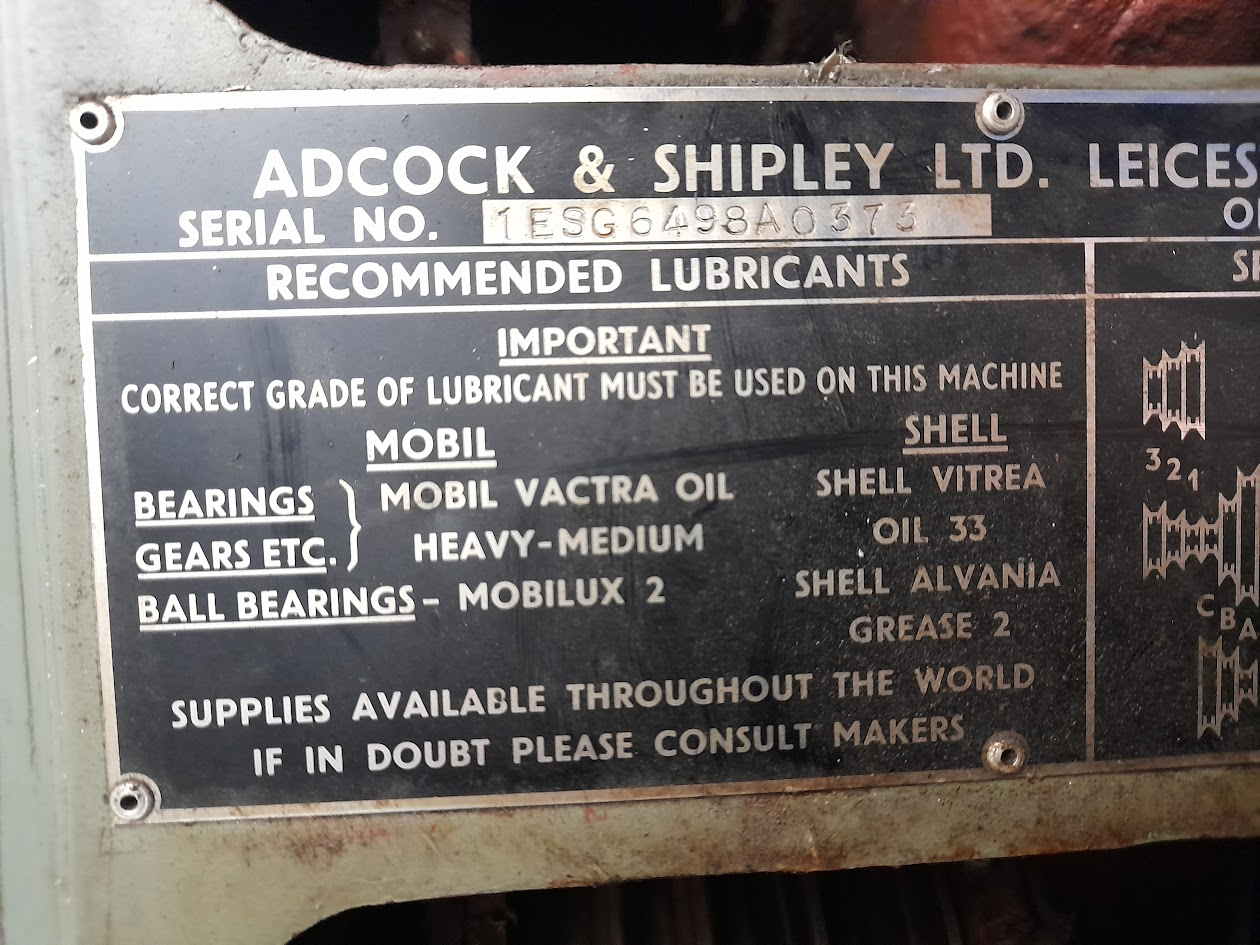 ADCOCK & SHIPLEY LTD. LEICES
SERIAL NO. 1ESG6498A0373
O
RECOMMENDED LUBRICANTS
IMPORTANT
CORRECT GRADE OF LUBRICANT MUST BE USED ON THIS MACHINE
MOBIL SHELL
BEARINGS MOBIL VACTRA OIL SHELL VITREA
GEARS ETC. HEAVY-MEDIUM OIL 33
BALL BEARINGS - MOBILUX 2 SHELL ALVANIA
GREASE 2
SUPPLIES AVAILABLE THROUGHOUT THE WORLD
IF IN DOUBT PLEASE CONSULT MAKERS
3 2 1
C B A